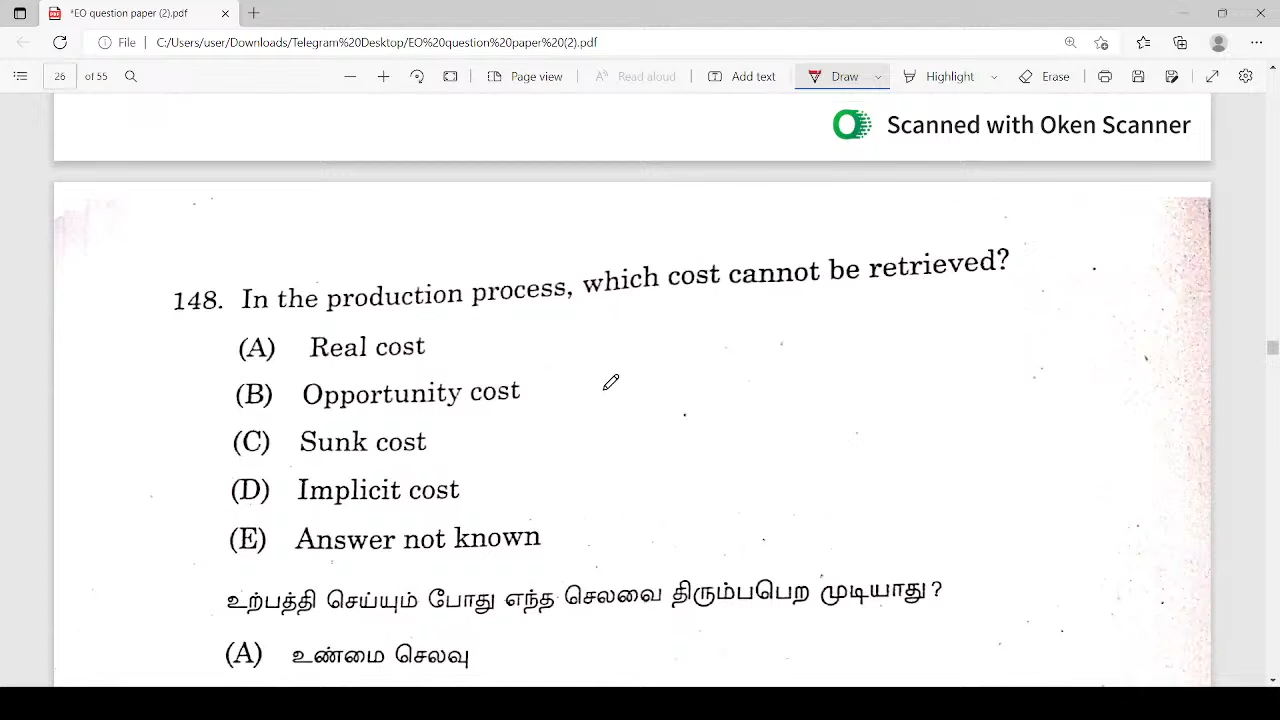 *EO question paper (2).pdf
File C:/Users/user/Downloads/Telegram%20Desktop/EO%20question%20paper%20(2).pdf
26 of 55 Page view Read aloud Add text Draw Highlight Erase
Scanned with Oken Scanner
148. In the production process, which cost cannot be retrieved?
(A) Real cost
(B) Opportunity cost
(C) Sunk cost
(D) Implicit cost
(E) Answer not known
உற்பத்தி செய்யும் போது எந்த செலவை திரும்பபெற முடியாது?
(A) உண்மை செலவு